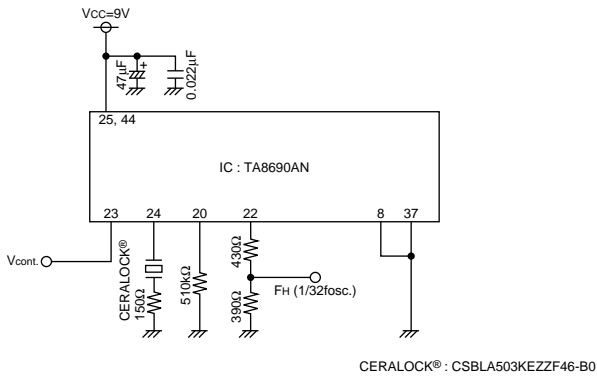 VCC=9V
47µF
+
0.022µF
25, 44
IC : TA8690AN
23
24
20
22
8
37
Vcont.
CERALOCK®
150Ω
510kΩ
430Ω
390Ω
FH (1/32fosc.)
CERALOCK® : CSBLA503KEZZF46-B0